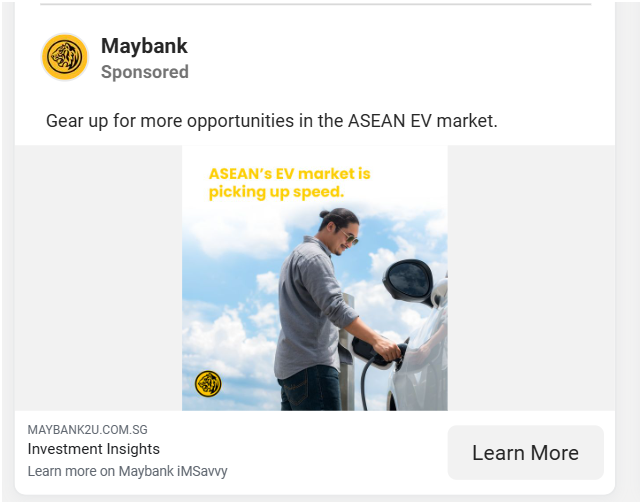 Maybank
Sponsored
Gear up for more opportunities in the ASEAN EV market.
ASEAN's EV market is
picking up speed.
MAYBANK2U.COM.SG
Investment Insights
Learn more on Maybank iMSavvy
Learn More